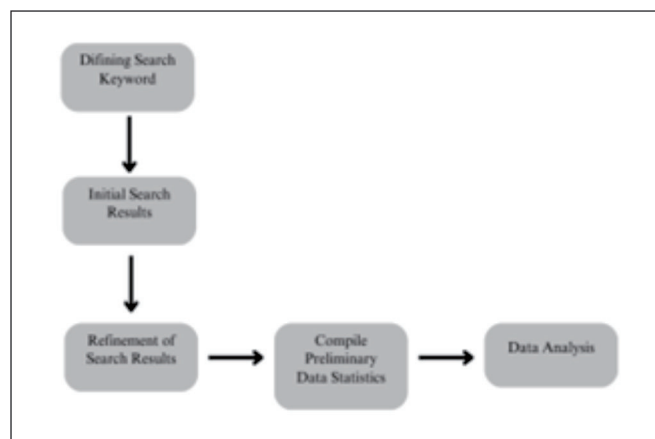 Difining Search
Keyword
Initial Search
Results
Refinement of
Search Results
Compile
Preliminary
Data Statistics
Data Analysis